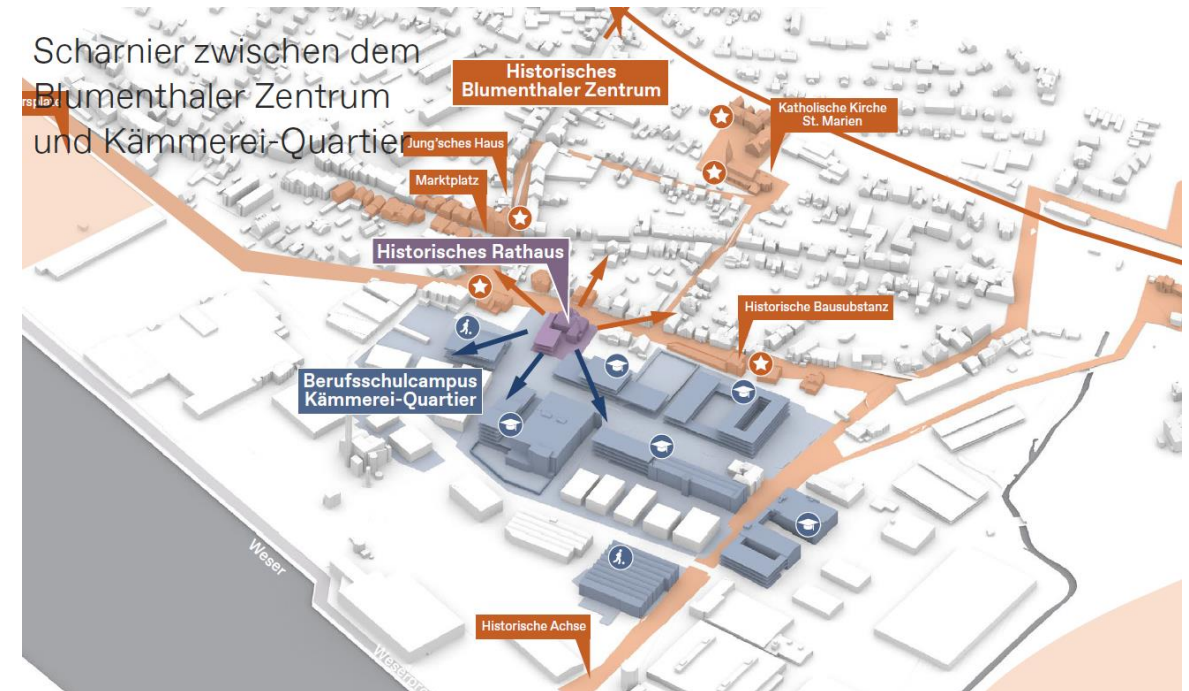 Scharnier zwischen dem
Blumenthaler Zentrum
und Kämmerei-Quartier
Historisches
Blumenthaler Zentrum
Katholische Kirche
St. Marien
Jung'sches Haus
Marktplatz
Historisches Rathaus
Historische Bausubstanz
Berufsschulcampus
Kämmerei-Quartier
Weser
Historische Achse